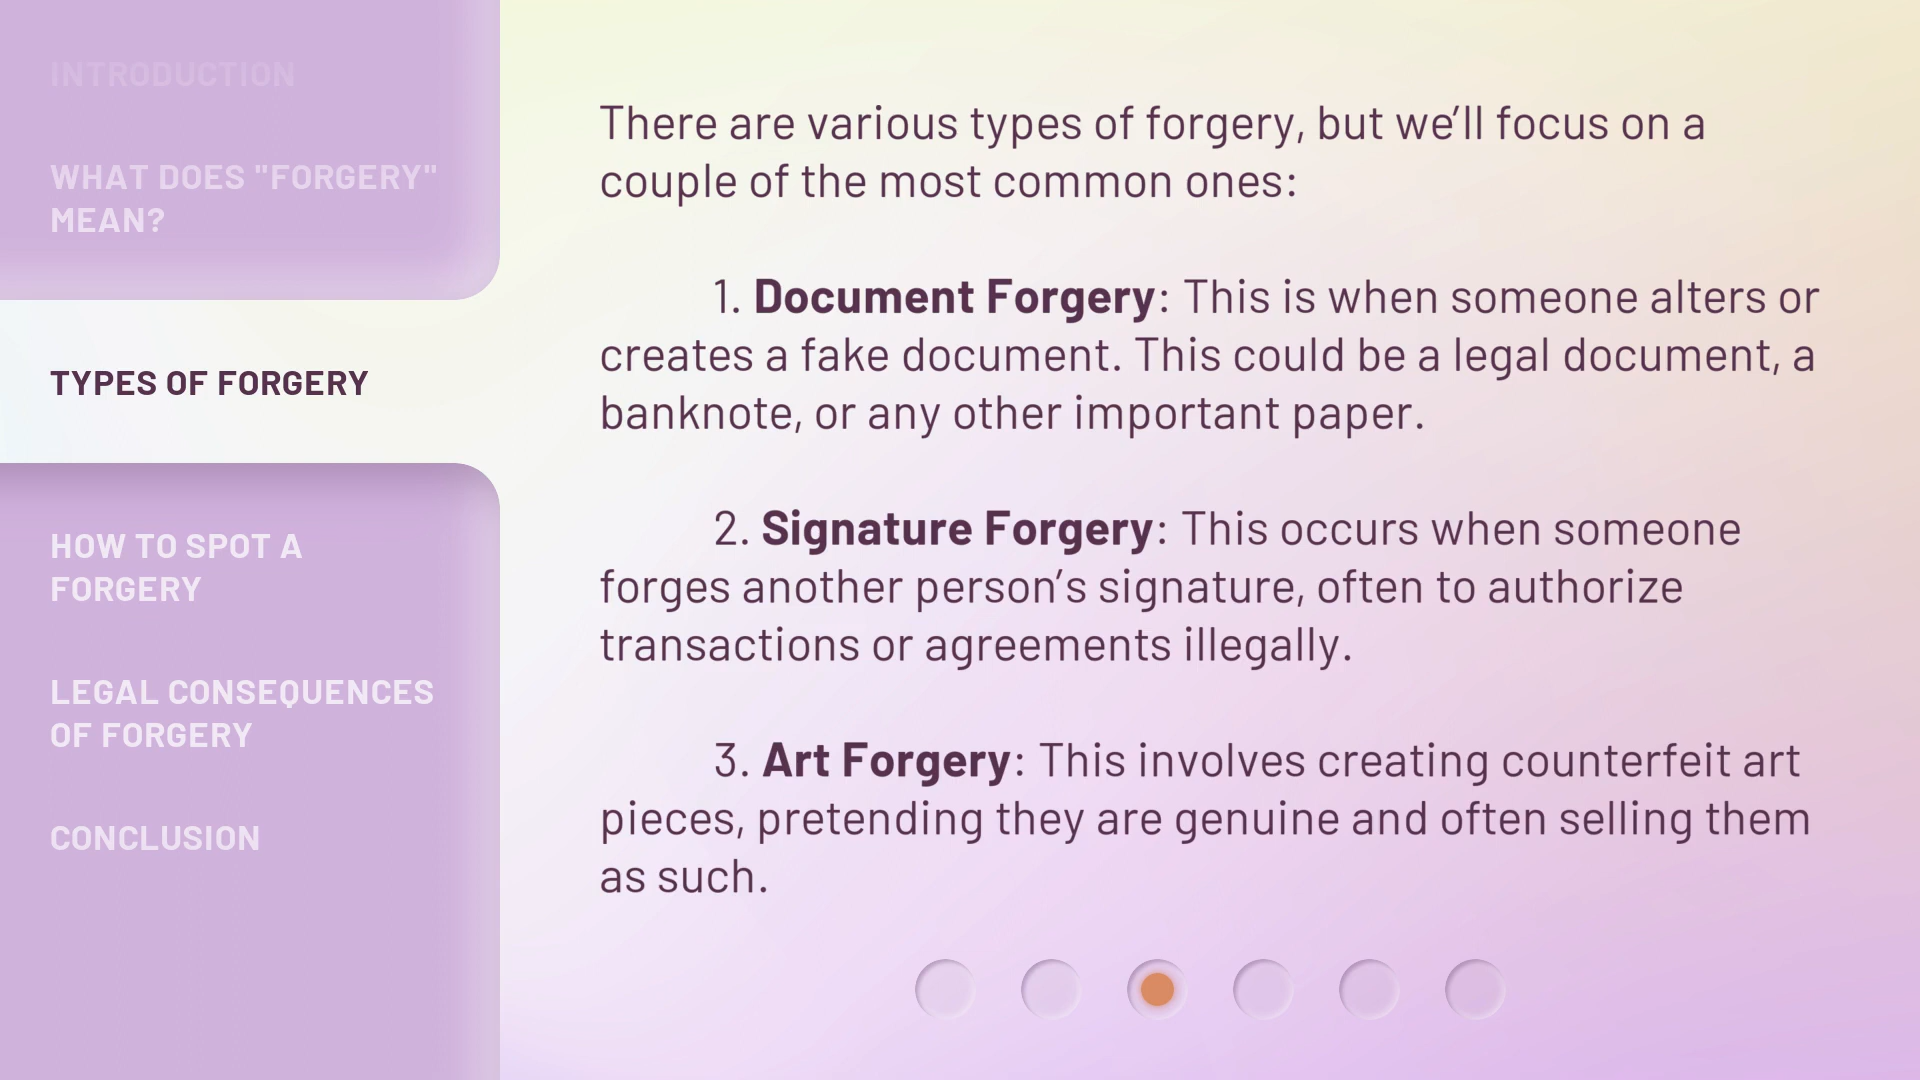 INTRODUCTION
WHAT DOES "FORGERY"
MEAN?
TYPES OF FORGERY
HOW TO SPOT A
FORGERY
LEGAL CONSEQUENCES
OF FORGERY
CONCLUSION
There are various types of forgery, but we’ll focus on a
couple of the most common ones:
1. Document Forgery: This is when someone alters or
creates a fake document. This could be a legal document, a
banknote, or any other important paper.
2. Signature Forgery: This occurs when someone
forges another person’s signature, often to authorize
transactions or agreements illegally.
3. Art Forgery: This involves creating counterfeit art
pieces, pretending they are genuine and often selling them
as such.